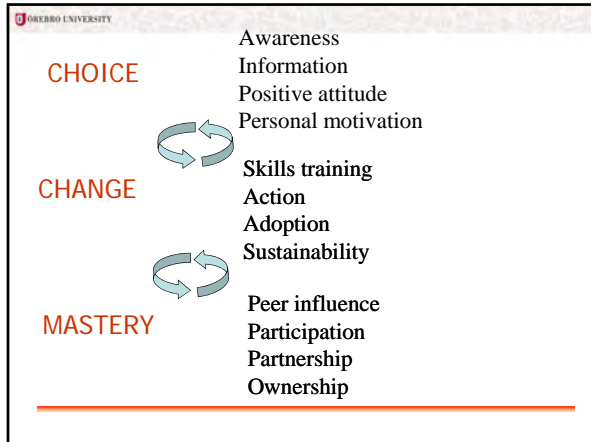 ÖREBRO UNIVERSITY
CHOICE
Awareness
Information
Positive attitude
Personal motivation
CHANGE
Skills training
Action
Adoption
Sustainability
MASTERY
Peer influence
Participation
Partnership
Ownership